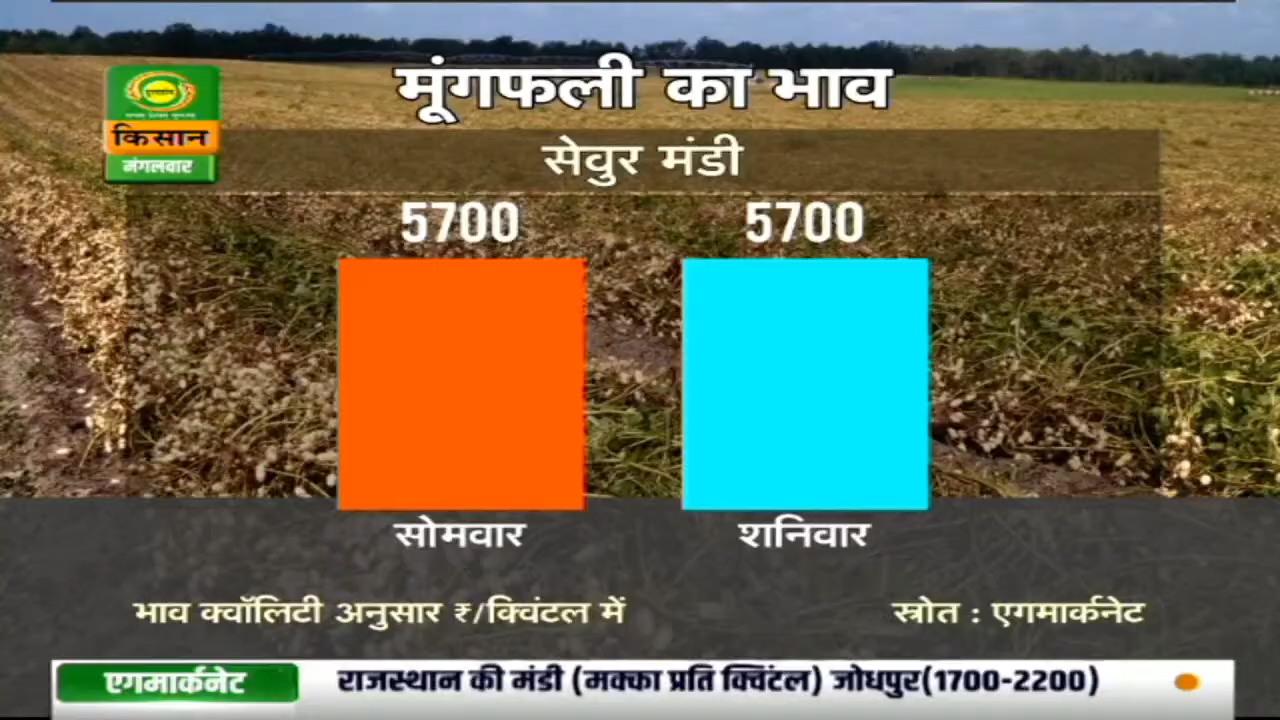 मूंगफली का भाव
किसान
मंगलवार
सेवुर मंडी
5700 5700
सोमवार शनिवार
भाव क्वॉलिटी अनुसार ₹/क्विंटल में स्रोत : एगमार्कनेट
एगमार्कनेट राजस्थान की मंडी (मक्का प्रति क्विंटल) जोधपुर(1700-2200)